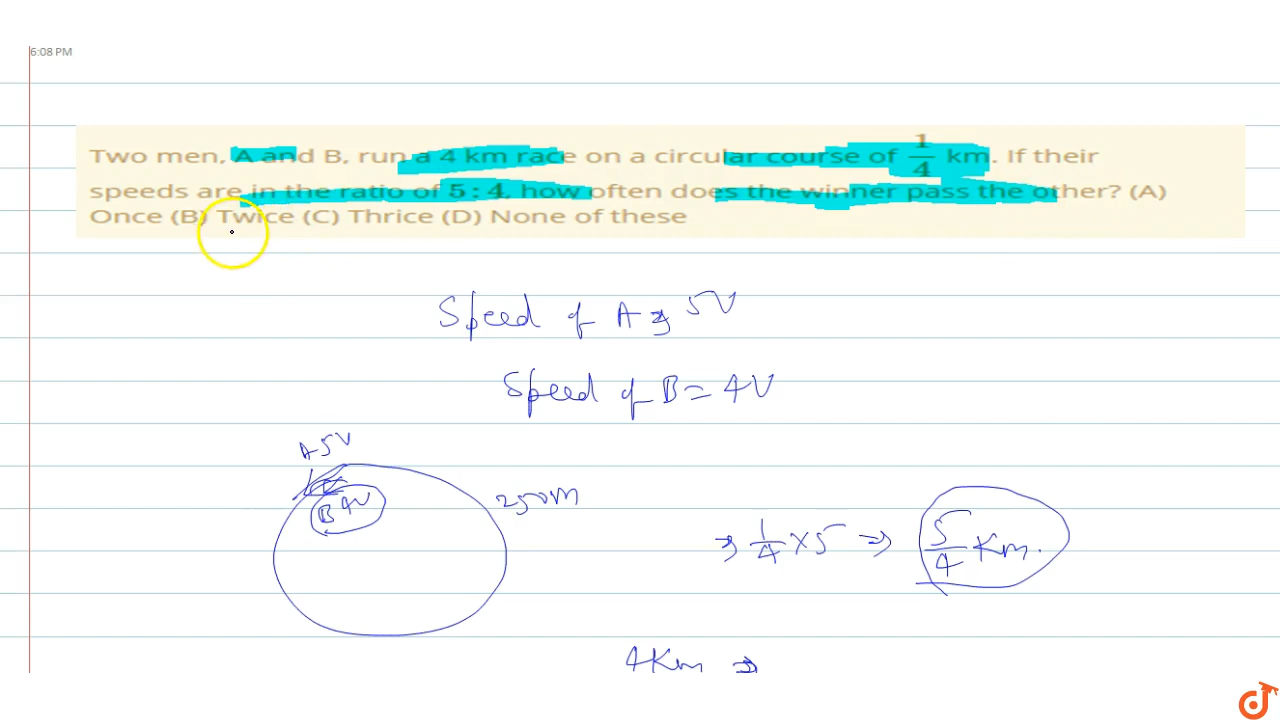 6:08 PM
Two men, A and B, run a 4 km race on a circular course of 1/4 km. If their
speeds are in the ratio of 5 : 4, how often does the winner pass the other? (A)
Once (B) Twice (C) Thrice (D) None of these
Speed of A ⇒ 5V
Speed of B = 4V
A 5V
B 4V
250m
⇒ 1/4 × 5 ⇒ 5/4 Km.
4Km ⇒